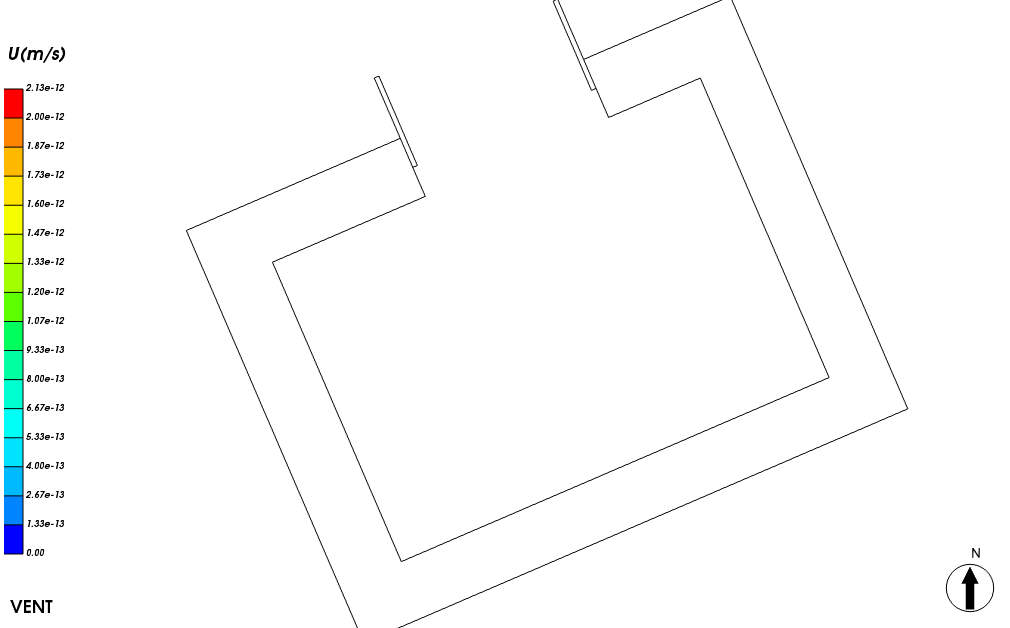 U(m/s)
2.13e-12
2.00e-12
1.87e-12
1.73e-12
1.60e-12
1.47e-12
1.33e-12
1.20e-12
1.07e-12
9.33e-13
8.00e-13
6.67e-13
5.33e-13
4.00e-13
2.67e-13
1.33e-13
0.00
N
VENT